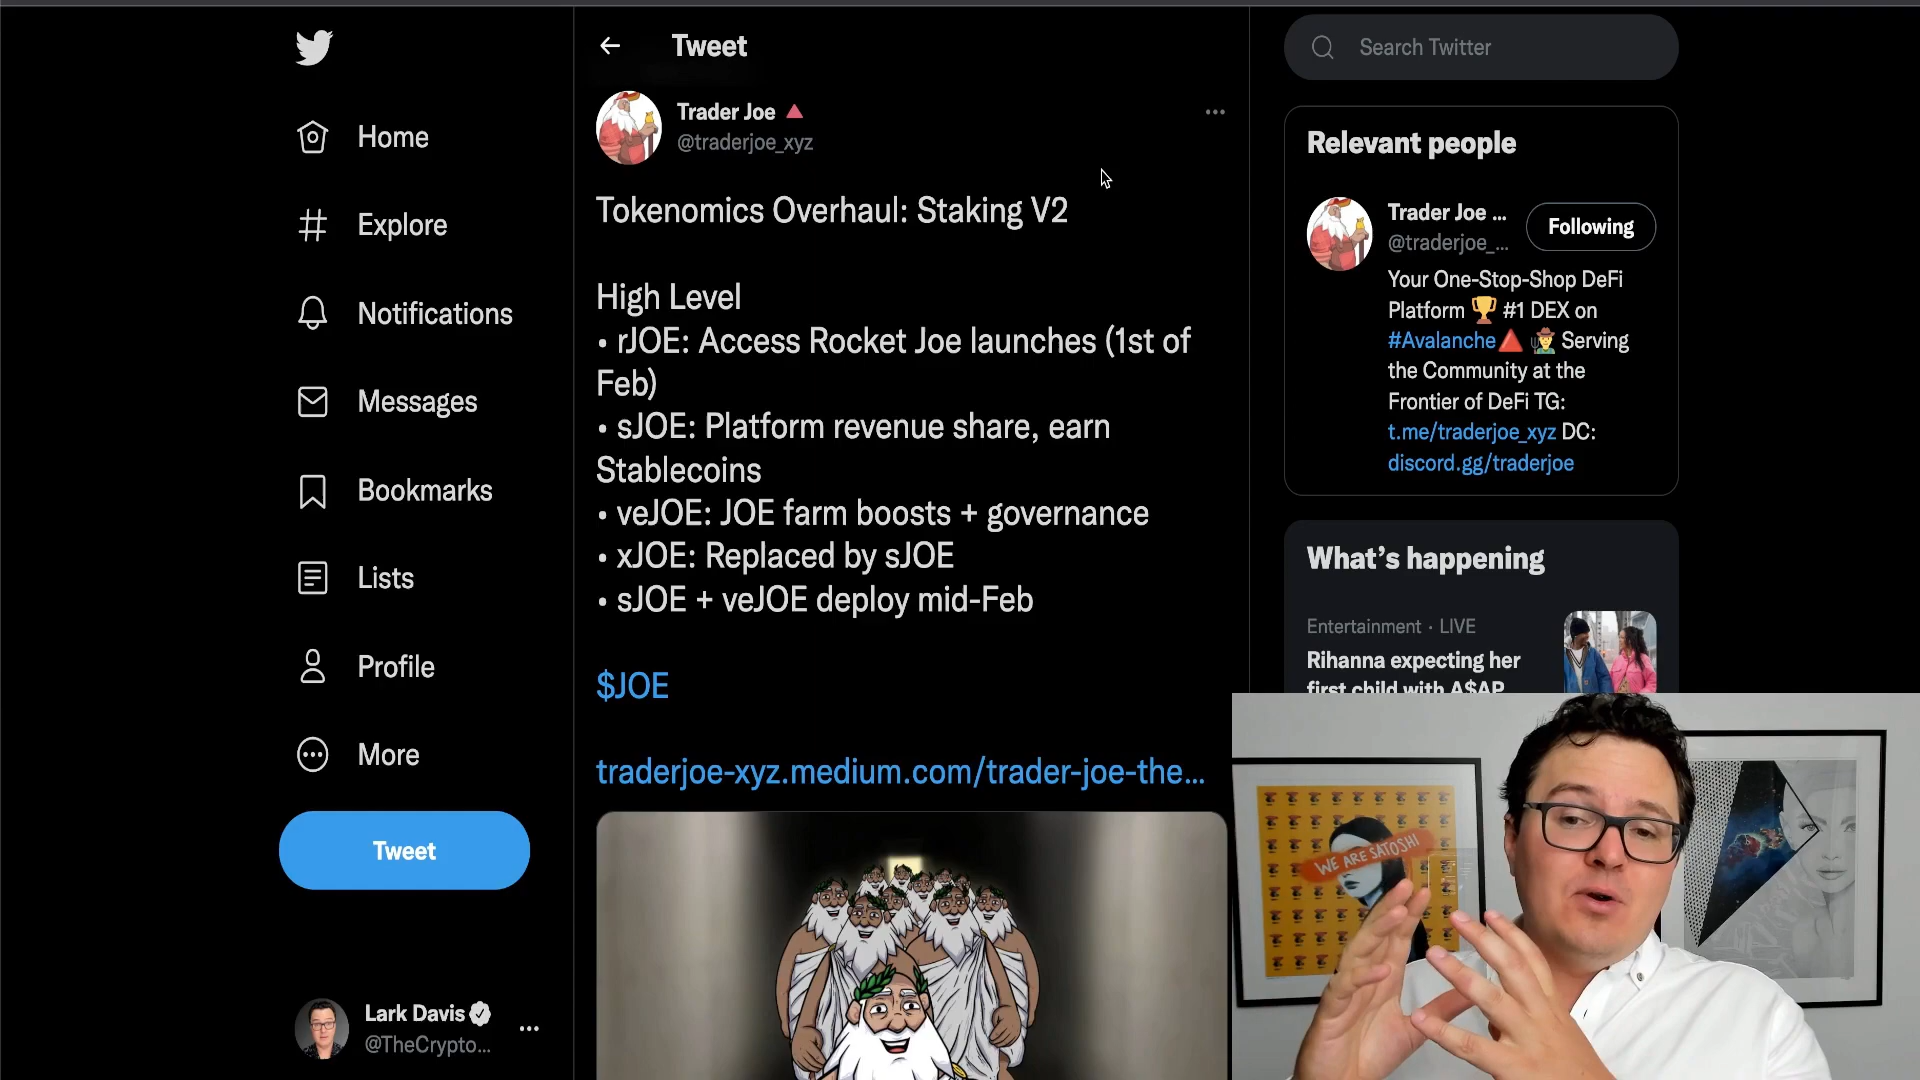 Home
Explore
Notifications
Messages
Bookmarks
Lists
Profile
More
Tweet
Lark Davis
@TheCrypto...
Tweet
Trader Joe
@traderjoe_xyz
Tokenomics Overhaul: Staking V2
High Level
• rJOE: Access Rocket Joe launches (1st of
Feb)
• sJOE: Platform revenue share, earn
Stablecoins
• veJOE: JOE farm boosts + governance
• xJOE: Replaced by sJOE
• sJOE + veJOE deploy mid-Feb
$JOE
traderjoe-xyz.medium.com/trader-joe-the...
Search Twitter
Relevant people
Trader Joe ...
@traderjoe_...
Following
Your One-Stop-Shop DeFi
Platform 🏆 #1 DEX on
#Avalanche🔺 🧑‍🌾 Serving
the Community at the
Frontier of DeFi TG:
t.me/traderjoe_xyz DC:
discord.gg/traderjoe
What's happening
Entertainment · LIVE
Rihanna expecting her
first child with A$AP
WE ARE SATOSHI